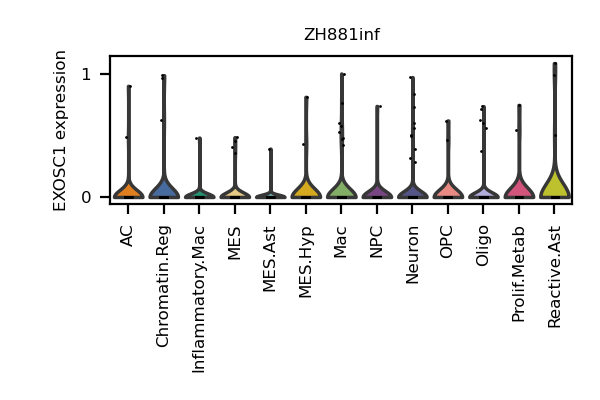 ZH881inf
EXOSC1 expression
1
0
AC
Chromatin.Reg
Inflammatory.Mac
MES
MES.Ast
MES.Hyp
Mac
NPC
Neuron
OPC
Oligo
Prolif.Metab
Reactive.Ast